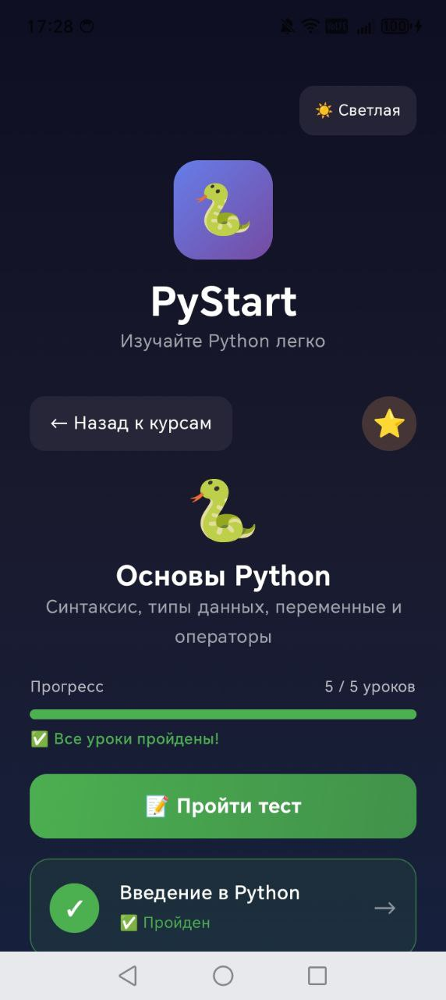 17:28
100
Светлая
PyStart
Изучайте Python легко
← Назад к курсам
Основы Python
Синтаксис, типы данных, переменные и
операторы
Прогресс
5 / 5 уроков
✅ Все уроки пройдены!
📝 Пройти тест
Введение в Python
✅ Пройден